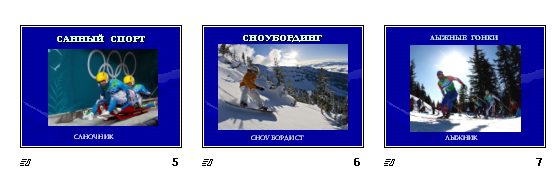 САННЫЙ СПОРТ
САНОЧНИК
5
СНОУБОРДИНГ
СНОУБОРДИСТ
6
ЛЫЖНЫЕ ГОНКИ
ЛЫЖНИК
7